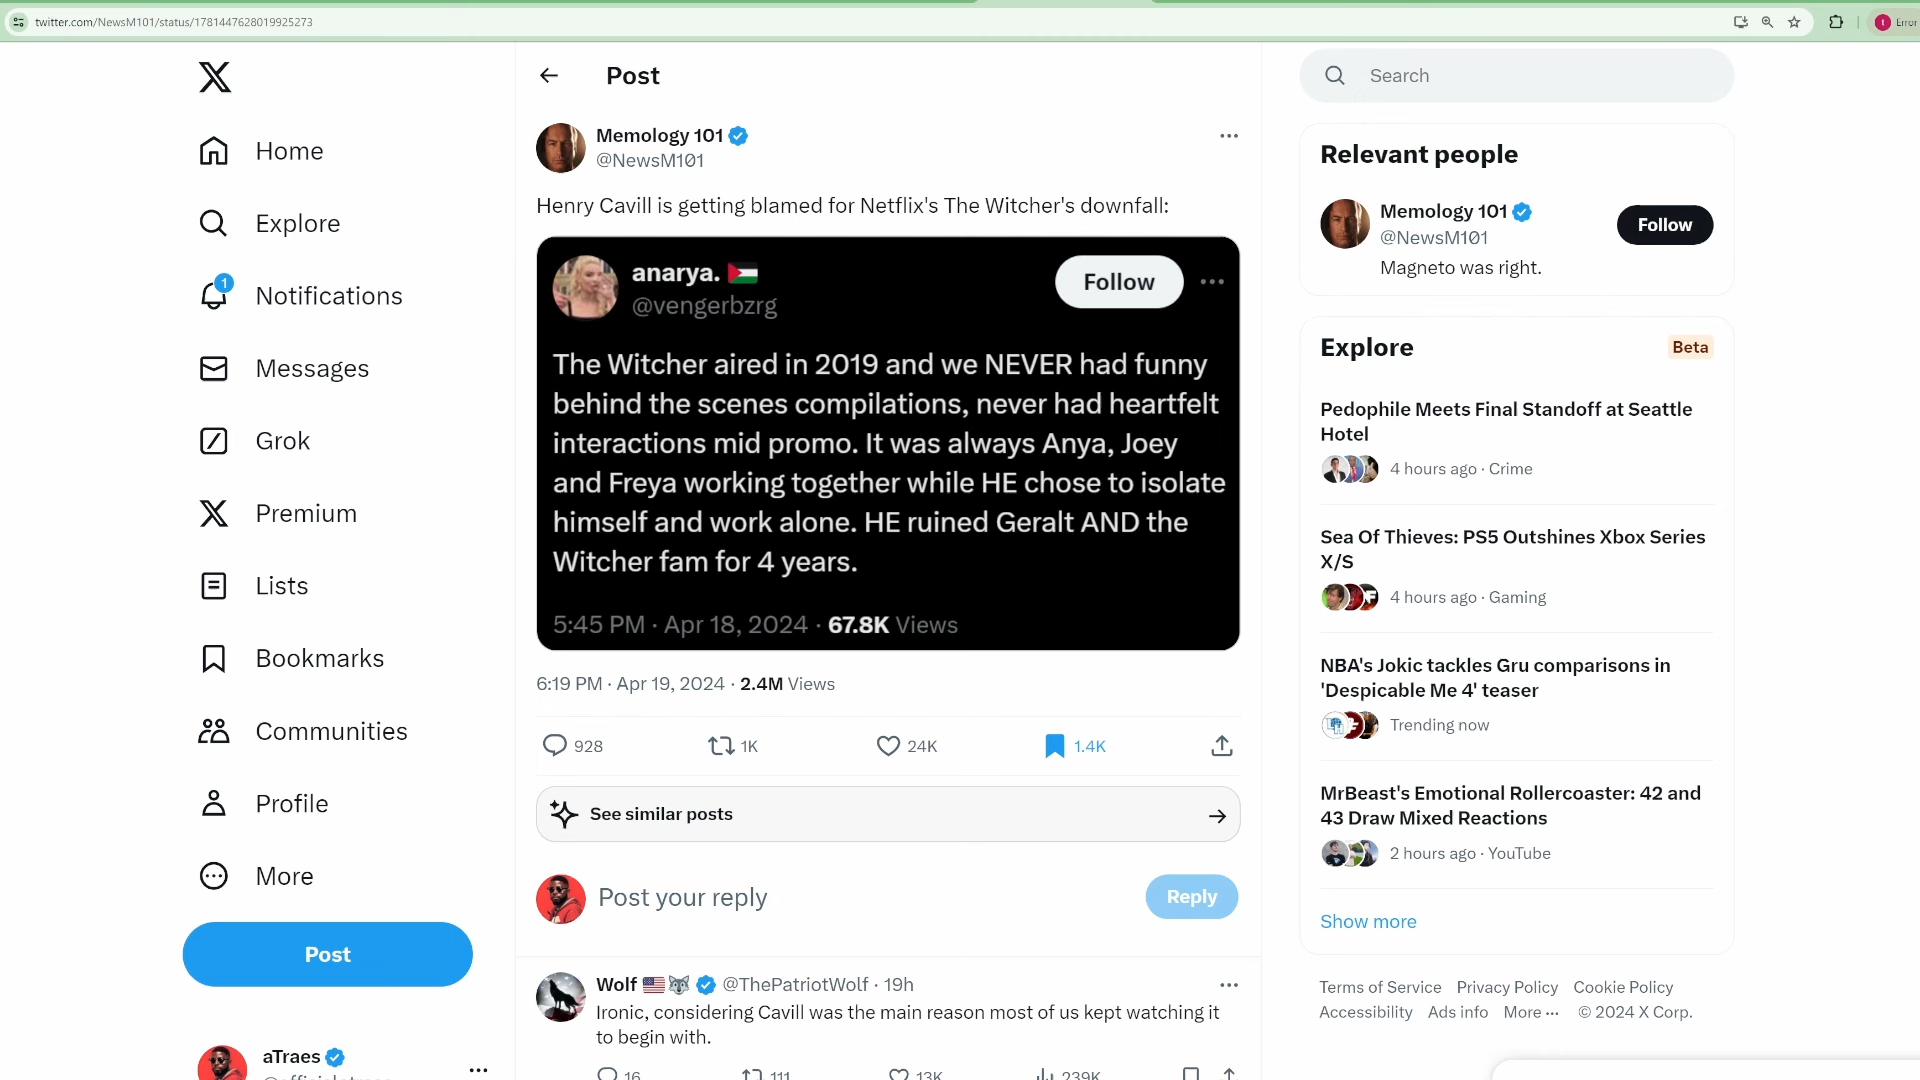 twitter.com/NewsM101/status/1781447628019925273
Error
Home
Explore
1
Notifications
Messages
Grok
Premium
Lists
Bookmarks
Communities
Profile
More
Post
aTraes
Post
Memology 101
@NewsM101
Henry Cavill is getting blamed for Netflix's The Witcher's downfall:
anarya.
@vengerbzrg
Follow
The Witcher aired in 2019 and we NEVER had funny
behind the scenes compilations, never had heartfelt
interactions mid promo. It was always Anya, Joey
and Freya working together while HE chose to isolate
himself and work alone. HE ruined Geralt AND the
Witcher fam for 4 years.
5:45 PM · Apr 18, 2024 · 67.8K Views
6:19 PM · Apr 19, 2024 · 2.4M Views
928 1K 24K 1.4K
See similar posts
Post your reply
Reply
Wolf @ThePatriotWolf · 19h
Ironic, considering Cavill was the main reason most of us kept watching it
to begin with.
16 111 13K 239K
Search
Relevant people
Memology 101
@NewsM101
Follow
Magneto was right.
Explore
Beta
Pedophile Meets Final Standoff at Seattle
Hotel
4 hours ago · Crime
Sea Of Thieves: PS5 Outshines Xbox Series
X/S
4 hours ago · Gaming
NBA's Jokic tackles Gru comparisons in
'Despicable Me 4' teaser
Trending now
MrBeast's Emotional Rollercoaster: 42 and
43 Draw Mixed Reactions
2 hours ago · YouTube
Show more
Terms of Service Privacy Policy Cookie Policy
Accessibility Ads info More ··· © 2024 X Corp.